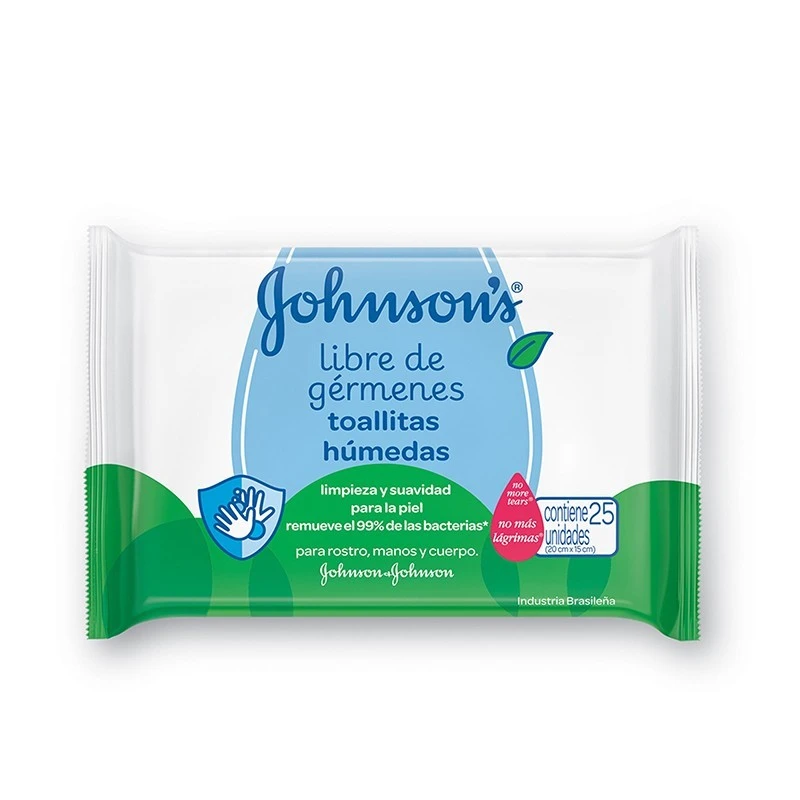 Johnson's®
libre de
gérmenes
toallitas
húmedas
limpieza y suavidad
para la piel
remueve el 99% de las bacterias*
para rostro, manos y cuerpo.
Johnson & Johnson
no
more
tears®
no más
lágrimas®
contiene 25
unidades
(20 cm x 15 cm)
Industria Brasileña